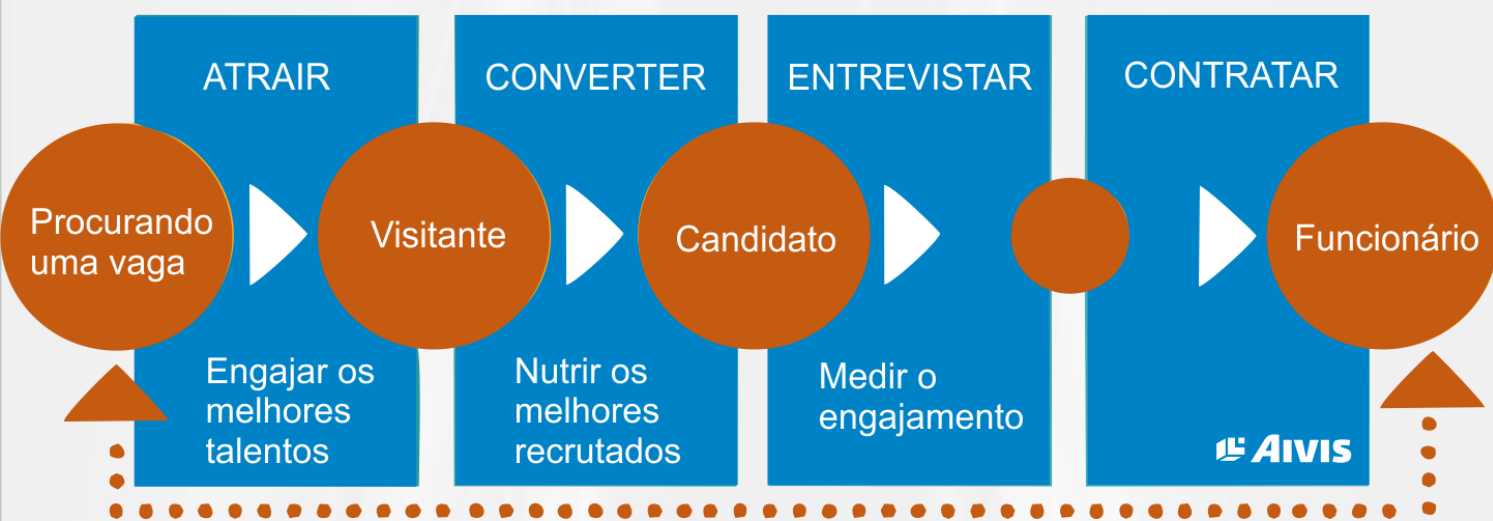 ATRAIR
CONVERTER
ENTREVISTAR
CONTRATAR
Procurando
uma vaga
Visitante
Candidato
Funcionário
Engajar os
melhores
talentos
Nutrir os
melhores
recrutados
Medir o
engajamento
AIVIS